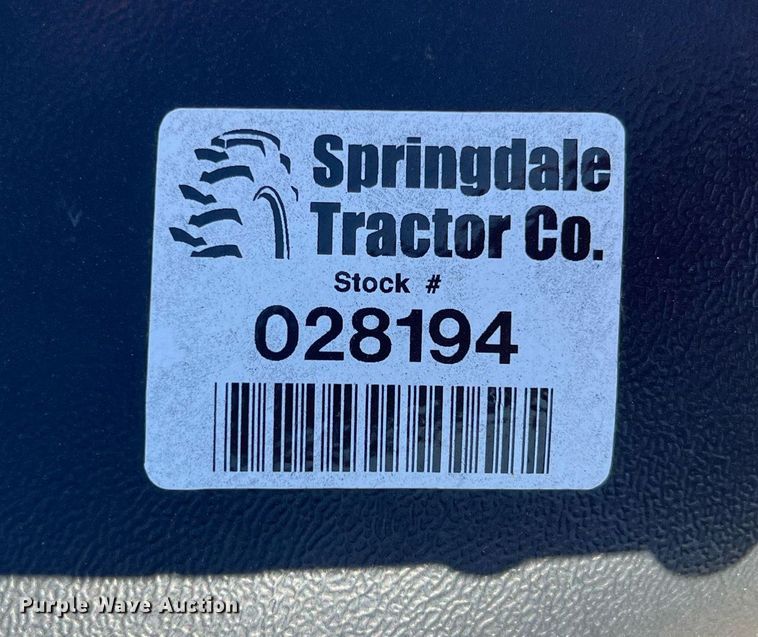 Springdale
Tractor Co.
Stock #
028194
Purple Wave Auction